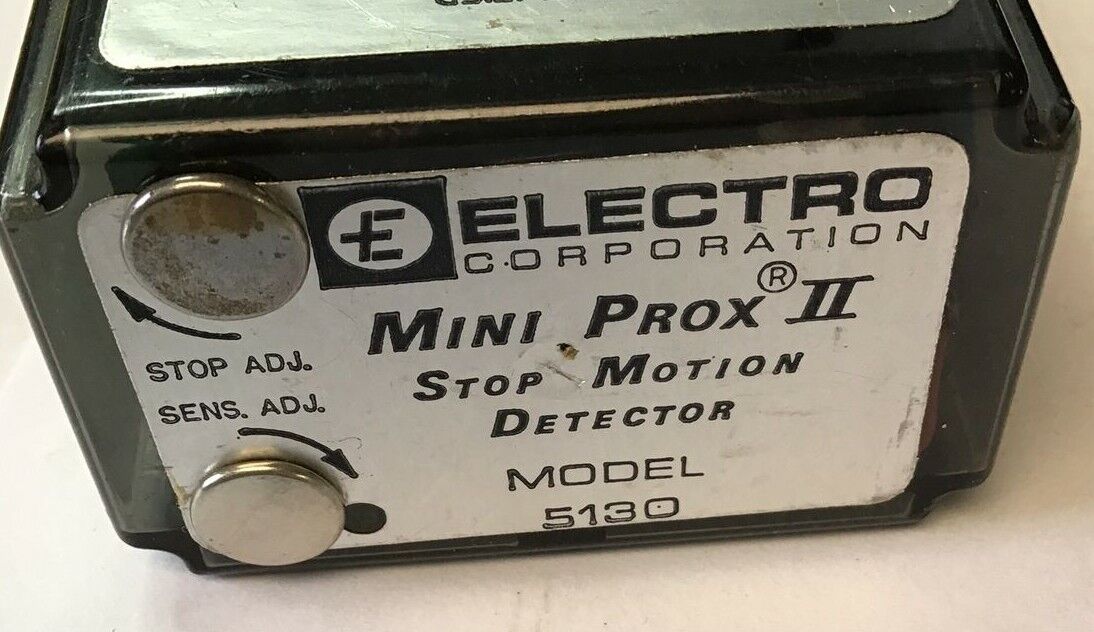 E ELECTRO
CORPORATION
MINI PROX® II
STOP MOTION
DETECTOR
MODEL
5130
STOP ADJ.
SENS. ADJ.